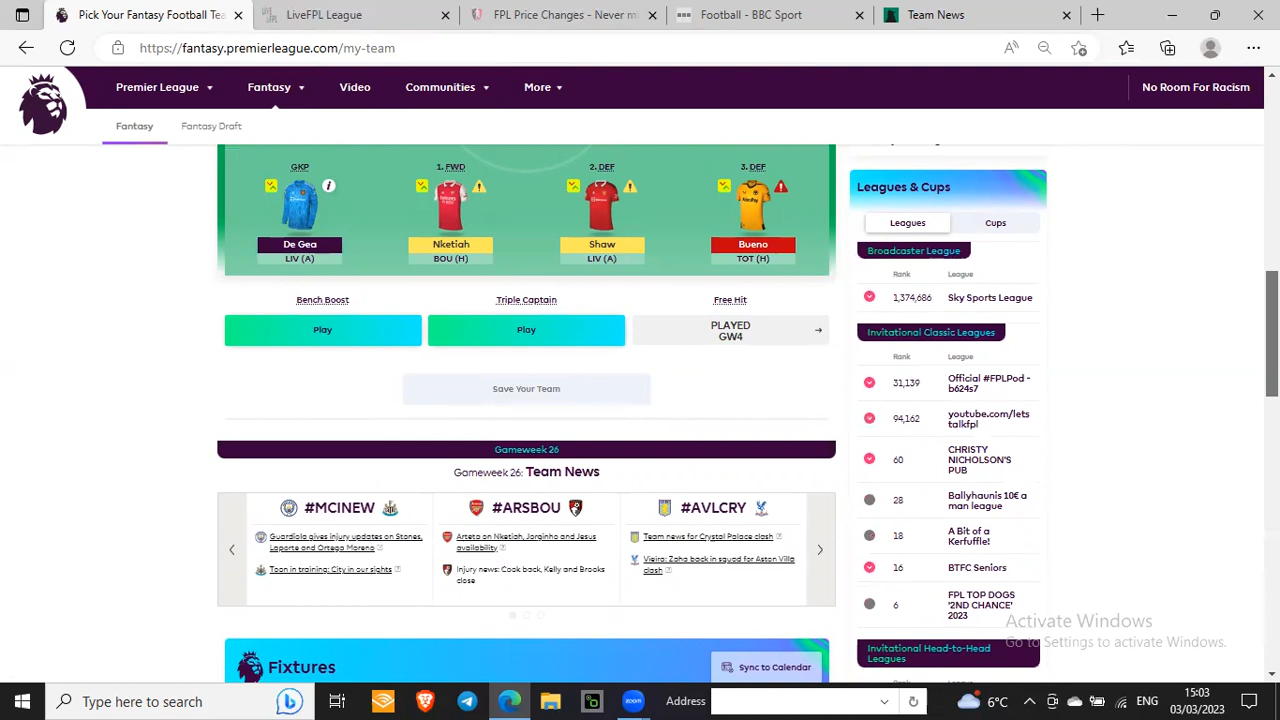 Pick Your Fantasy Football Tea
LiveFPL League
FPL Price Changes - Never m
Football - BBC Sport
Team News
https://fantasy.premierleague.com/my-team
Premier League
Fantasy
Video
Communities
More
No Room For Racism
Fantasy
Fantasy Draft
GKP
1. FWD
2. DEF
3. DEF
De Gea
Nketiah
Shaw
Bueno
LIV (A)
BOU (H)
LIV (A)
TOT (H)
Bench Boost
Triple Captain
Free Hit
Play
Play
PLAYED
GW4
Save Your Team
Gameweek 26
Gameweek 26: Team News
#MCINEW
Guardiola gives injury updates on Stones,
Laporte and Ortega Moreno
Toon in training: City in our sights
#ARSBOU
Arteta on Nketiah, Jorginho and Jesus
availability
Injury news: Cook back, Kelly and Brooks
close
#AVLCRY
Team news for Crystal Palace clash
Vieira: Zaha back in squad for Aston Villa
clash
Fixtures
Sync to Calendar
Leagues & Cups
Leagues
Cups
Broadcaster League
Rank League
1,374,686 Sky Sports League
Invitational Classic Leagues
Rank League
31,139 Official #FPLPod -
b624s7
94,162 youtube.com/lets
talkfpl
60 CHRISTY
NICHOLSON'S
PUB
28 Ballyhaunis 10€ a
man league
18 A Bit of a
Kerfuffle!
16 BTFC Seniors
6 FPL TOP DOGS
'2ND CHANCE'
2023
Invitational Head-to-Head
Leagues
Activate Windows
Go to Settings to activate Windows.
Type here to search
Address
6°C
ENG
15:03
03/03/2023